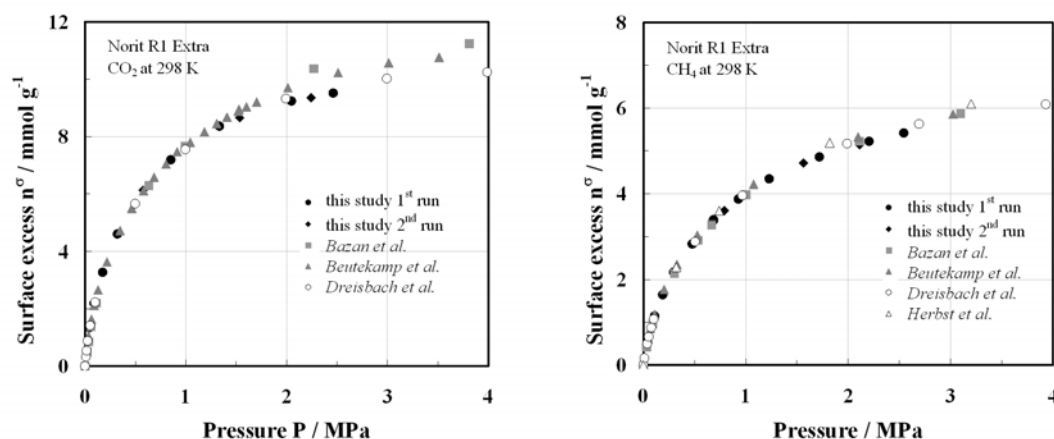 12
8
4
0
Surface excess n^σ / mmol g⁻¹
Norit R1 Extra
CO₂ at 298 K
this study 1ˢᵗ run
this study 2ⁿᵈ run
Bazan et al.
Beutekamp et al.
Dreisbach et al.
0 1 2 3 4
Pressure P / MPa
8
6
4
2
0
Surface excess n^σ / mmol g⁻¹
Norit R1 Extra
CH₄ at 298 K
this study 1ˢᵗ run
this study 2ⁿᵈ run
Bazan et al.
Beutekamp et al.
Dreisbach et al.
Herbst et al.
0 1 2 3 4
Pressure / MPa